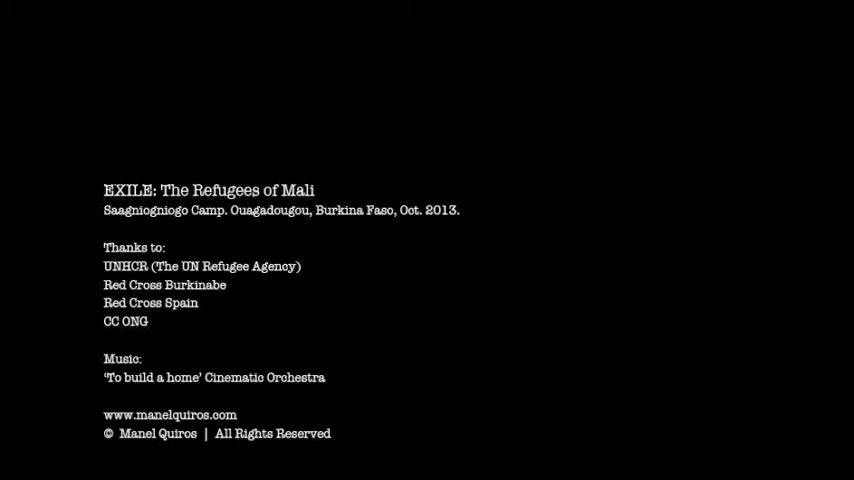 EXILE: The Refugees of Mali
Saagniogniogo Camp. Ouagadougou, Burkina Faso, Oct. 2013.
Thanks to:
UNHCR (The UN Refugee Agency)
Red Cross Burkinabe
Red Cross Spain
CC ONG
Music:
‘To build a home’ Cinematic Orchestra
www.manelquiros.com
© Manel Quiros | All Rights Reserved